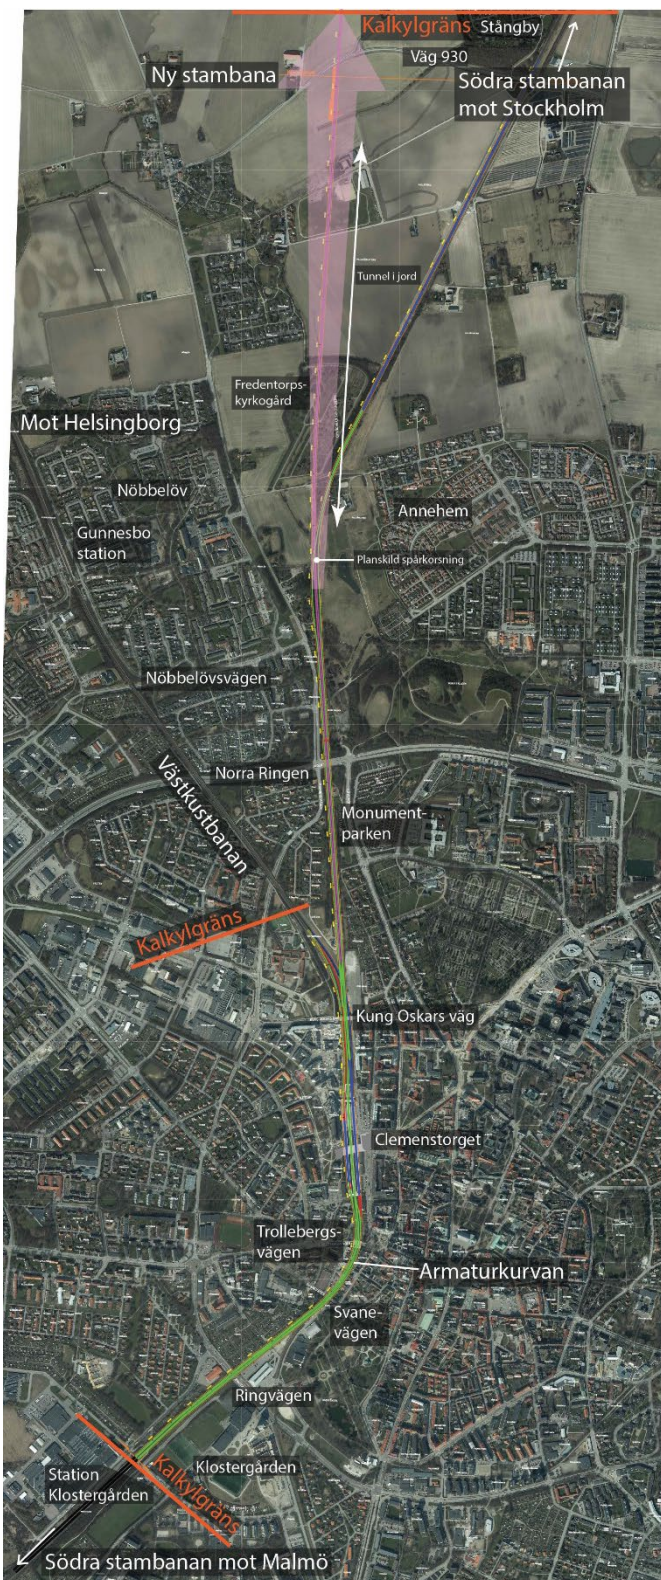 Kalkylgräns Stångby
Väg 930
Ny stambana
Södra stambanan
mot Stockholm
Tunnel i jord
Fredentorps-
kyrkogård
Mot Helsingborg
Nöbbelöv
Annehem
Gunnesbo
station
Planskild spårkorsning
Nöbbelövsvägen
Norra Ringen
Västkustbanan
Monument-
parken
Kalkylgräns
Kung Oskars väg
Clemenstorget
Trollebergs-
vägen
Armaturkurvan
Svane-
vägen
Ringvägen
Klostergården
Station
Klostergården
Kalkylgräns
Södra stambanan mot Malmö